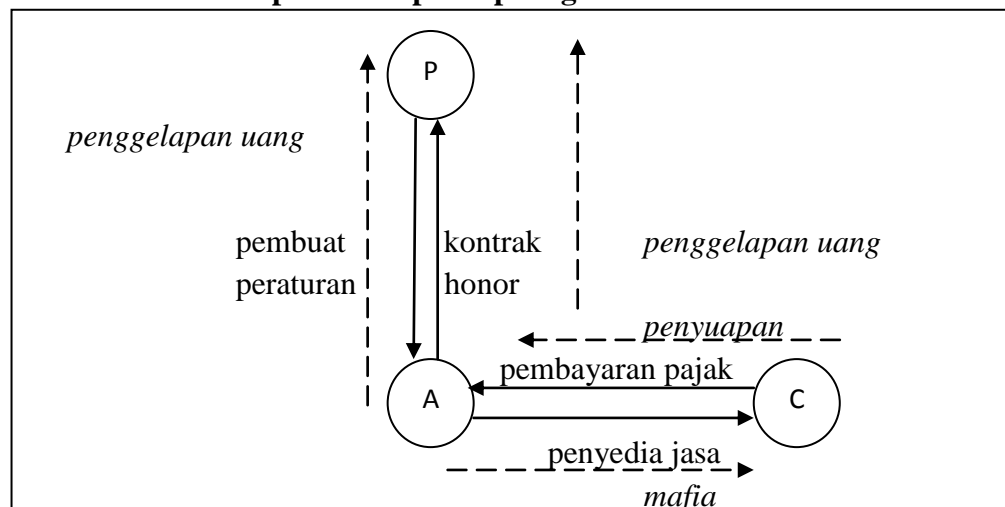 P
penggelapan uang
pembuat
peraturan
kontrak
honor
penggelapan uang
penyuapan
pembayaran pajak
A
C
penyedia jasa
mafia